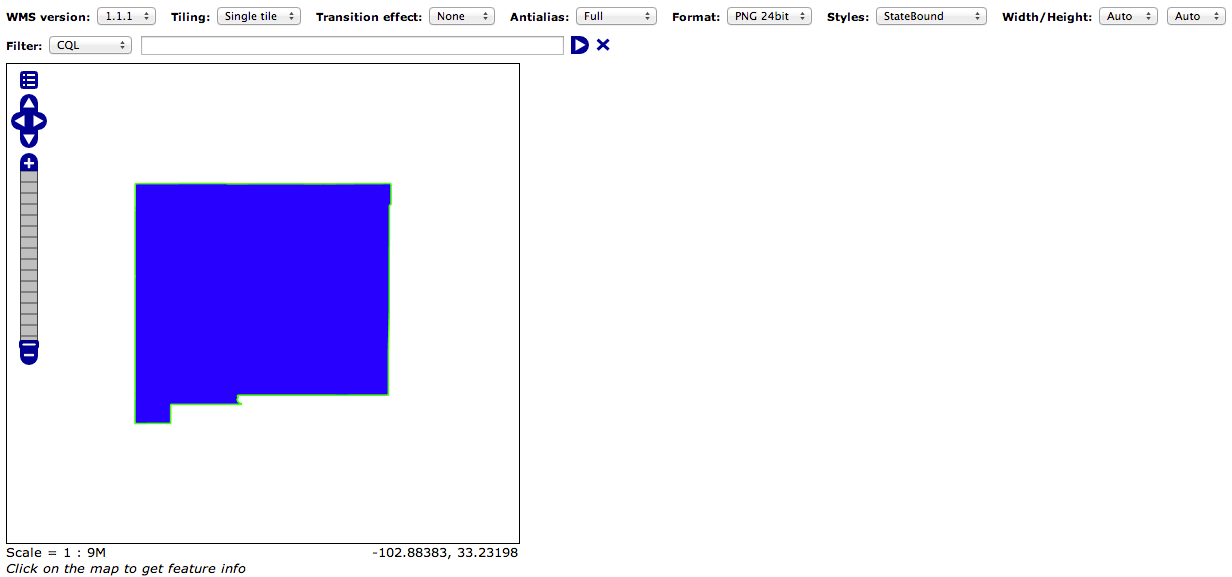 WMS version: 1.1.1 Tiling: Single tile Transition effect: None Antialias: Full Format: PNG 24bit Styles: StateBound Width/Height: Auto Auto
Filter: CQL
Scale = 1 : 9M -102.88383, 33.23198
Click on the map to get feature info